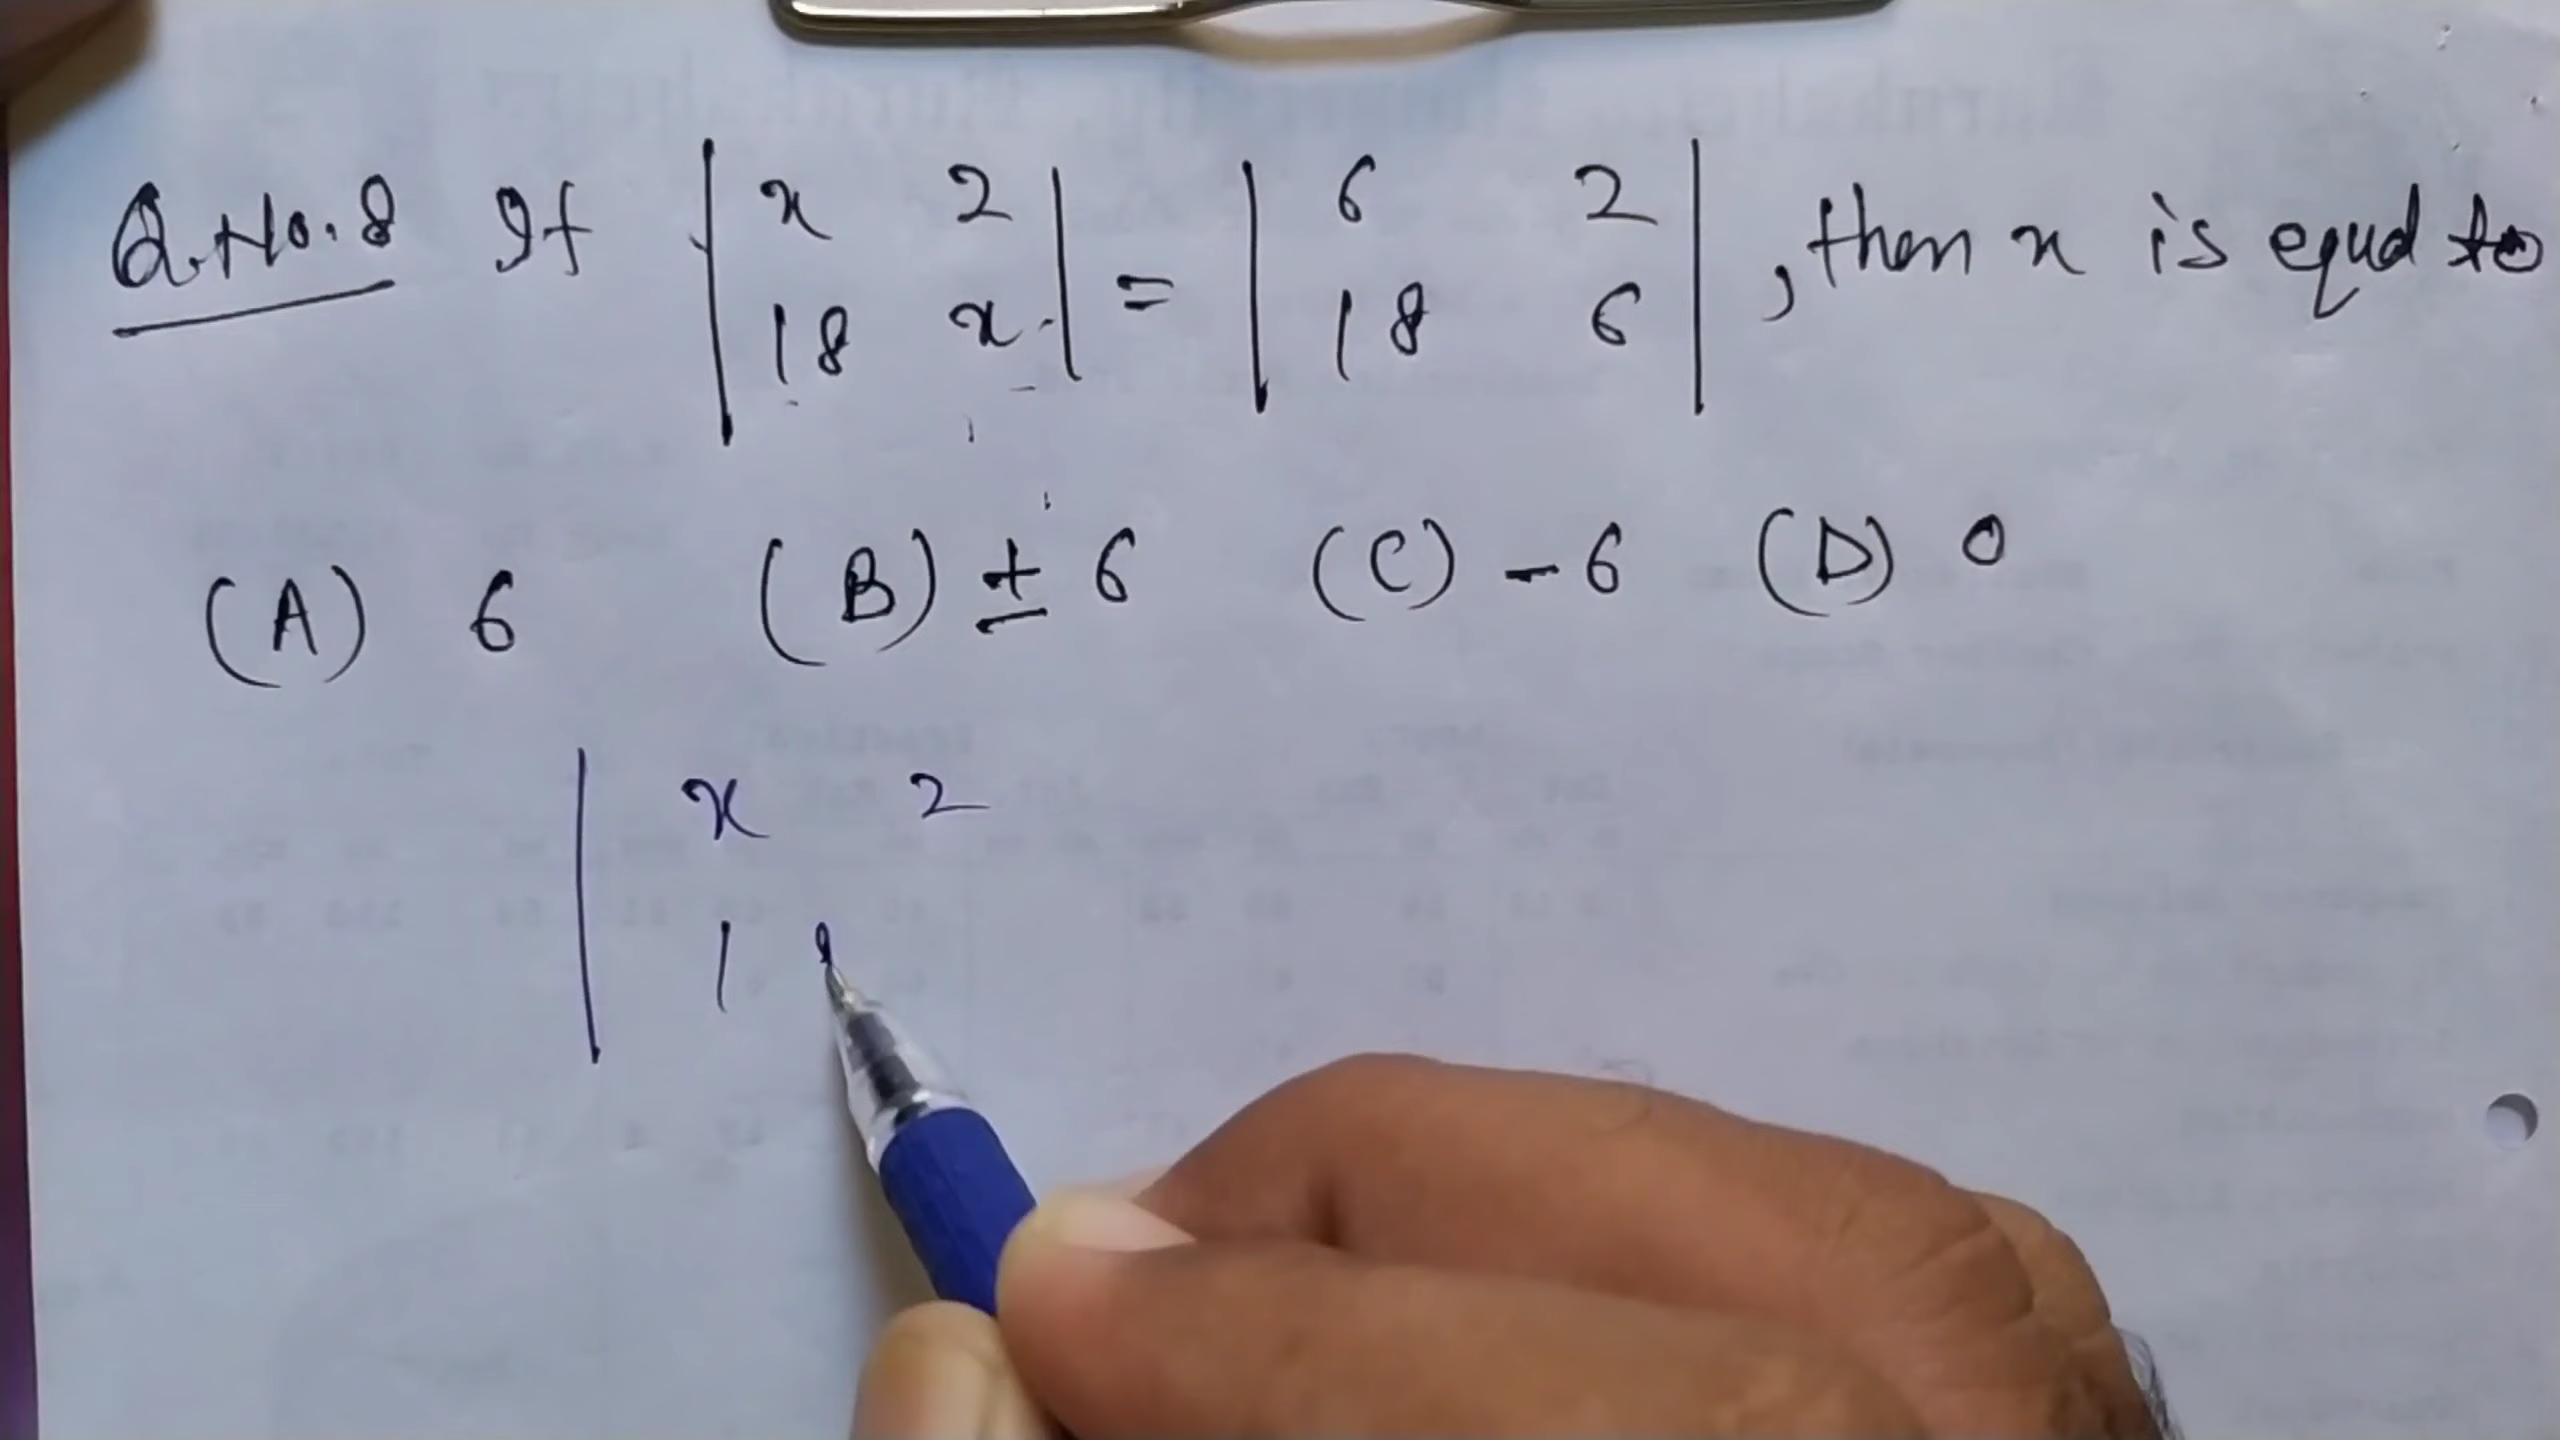 Q.No.8 If | x 2 | = | 6 2 | , then x is equal to
| 18 x | | 18 6 |
(A) 6 (B) ± 6 (C) - 6 (D) 0
| x 2
1